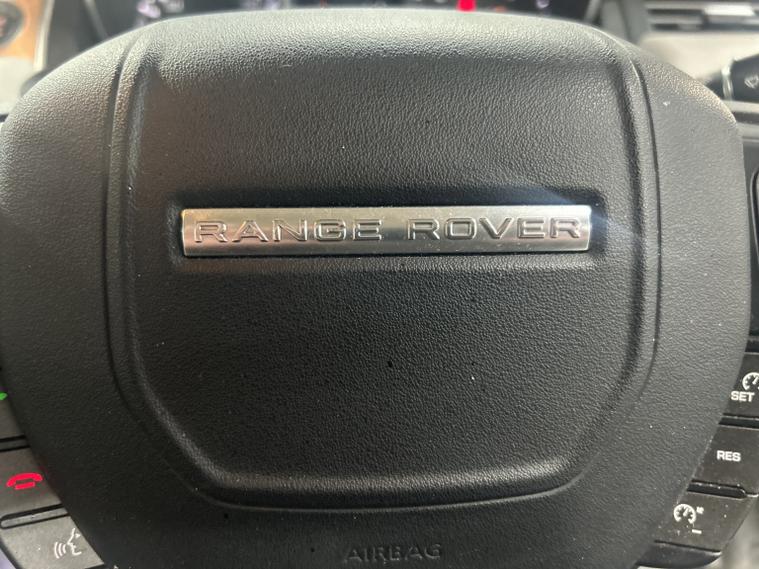 RANGE ROVER
SET
RES
AIRBAG